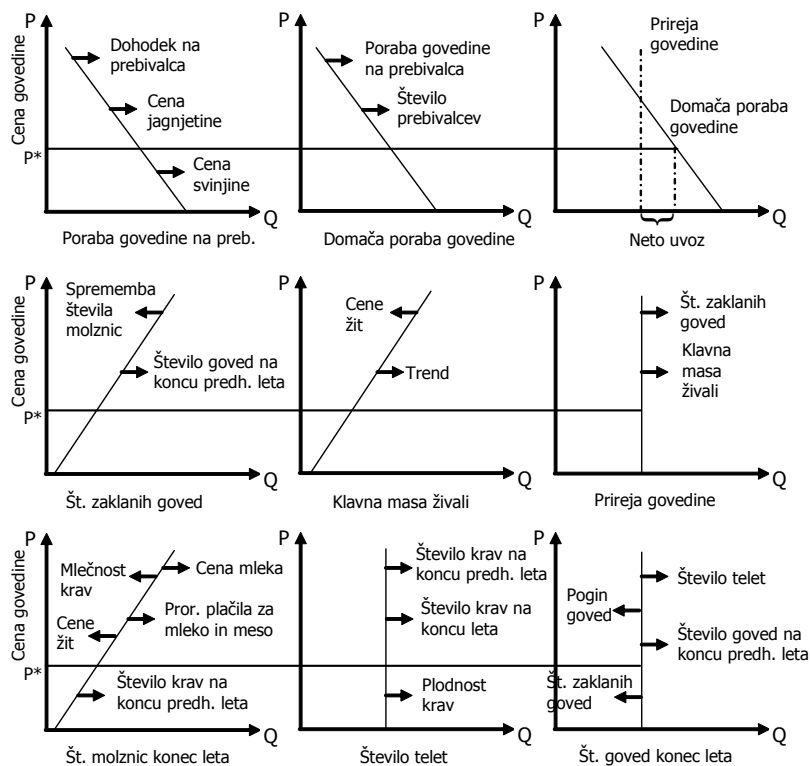 P
P
P
Cena govedine
Dohodek na
prebivalca
Cena
jagnjetine
P*
Cena
svinjine
Q
Poraba govedine na preb.
Poraba govedine
na prebivalca
Število
prebivalcev
Q
Domača poraba govedine
Prireja
govedine
Domača poraba
govedine
Q
Neto uvoz
P
P
P
Cena govedine
Sprememba
števila
molznic
Število goved na
koncu predh. leta
P*
Q
Št. zaklanih goved
Cene
žit
Trend
Q
Klavna masa živali
Št. zaklanih
goved
Klavna
masa
živali
Q
Prireja govedine
P
P
P
Cena govedine
Mlečnost
krav
Cena mleka
Pror. plačila za
mleko in meso
Cene
žit
P*
Število krav na
koncu predh. leta
Q
Št. molznic konec leta
Število krav na
koncu predh. leta
Število krav na
koncu leta
Plodnost
krav
Q
Število telet
Število telet
Pogin
goved
Število goved na
koncu predh. leta
Št. zaklanih
goved
Q
Št. goved konec leta